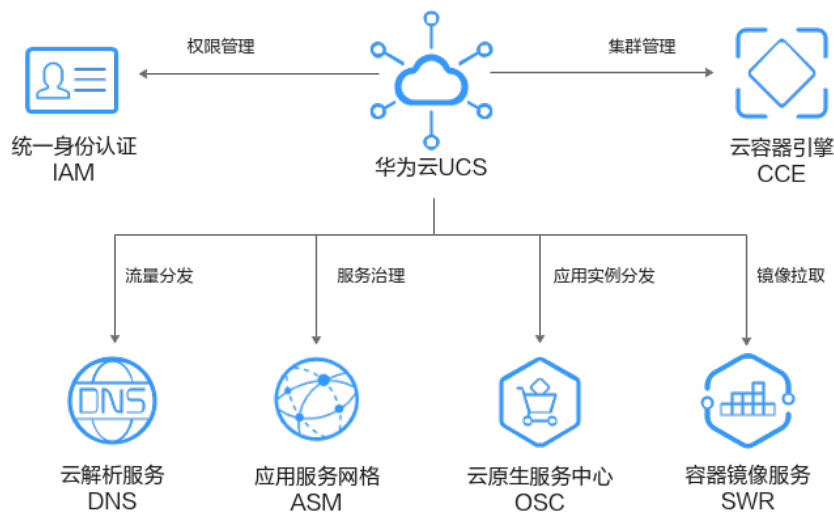 权限管理
集群管理
统一身份认证
IAM
华为云UCS
云容器引擎
CCE
流量分发
服务治理
应用实例分发
镜像拉取
DNS
云解析服务
DNS
应用服务网格
ASM
云原生服务中心
OSC
容器镜像服务
SWR